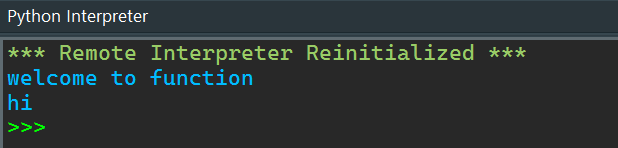 Python Interpreter
*** Remote Interpreter Reinitialized ***
welcome to function
hi
>>>